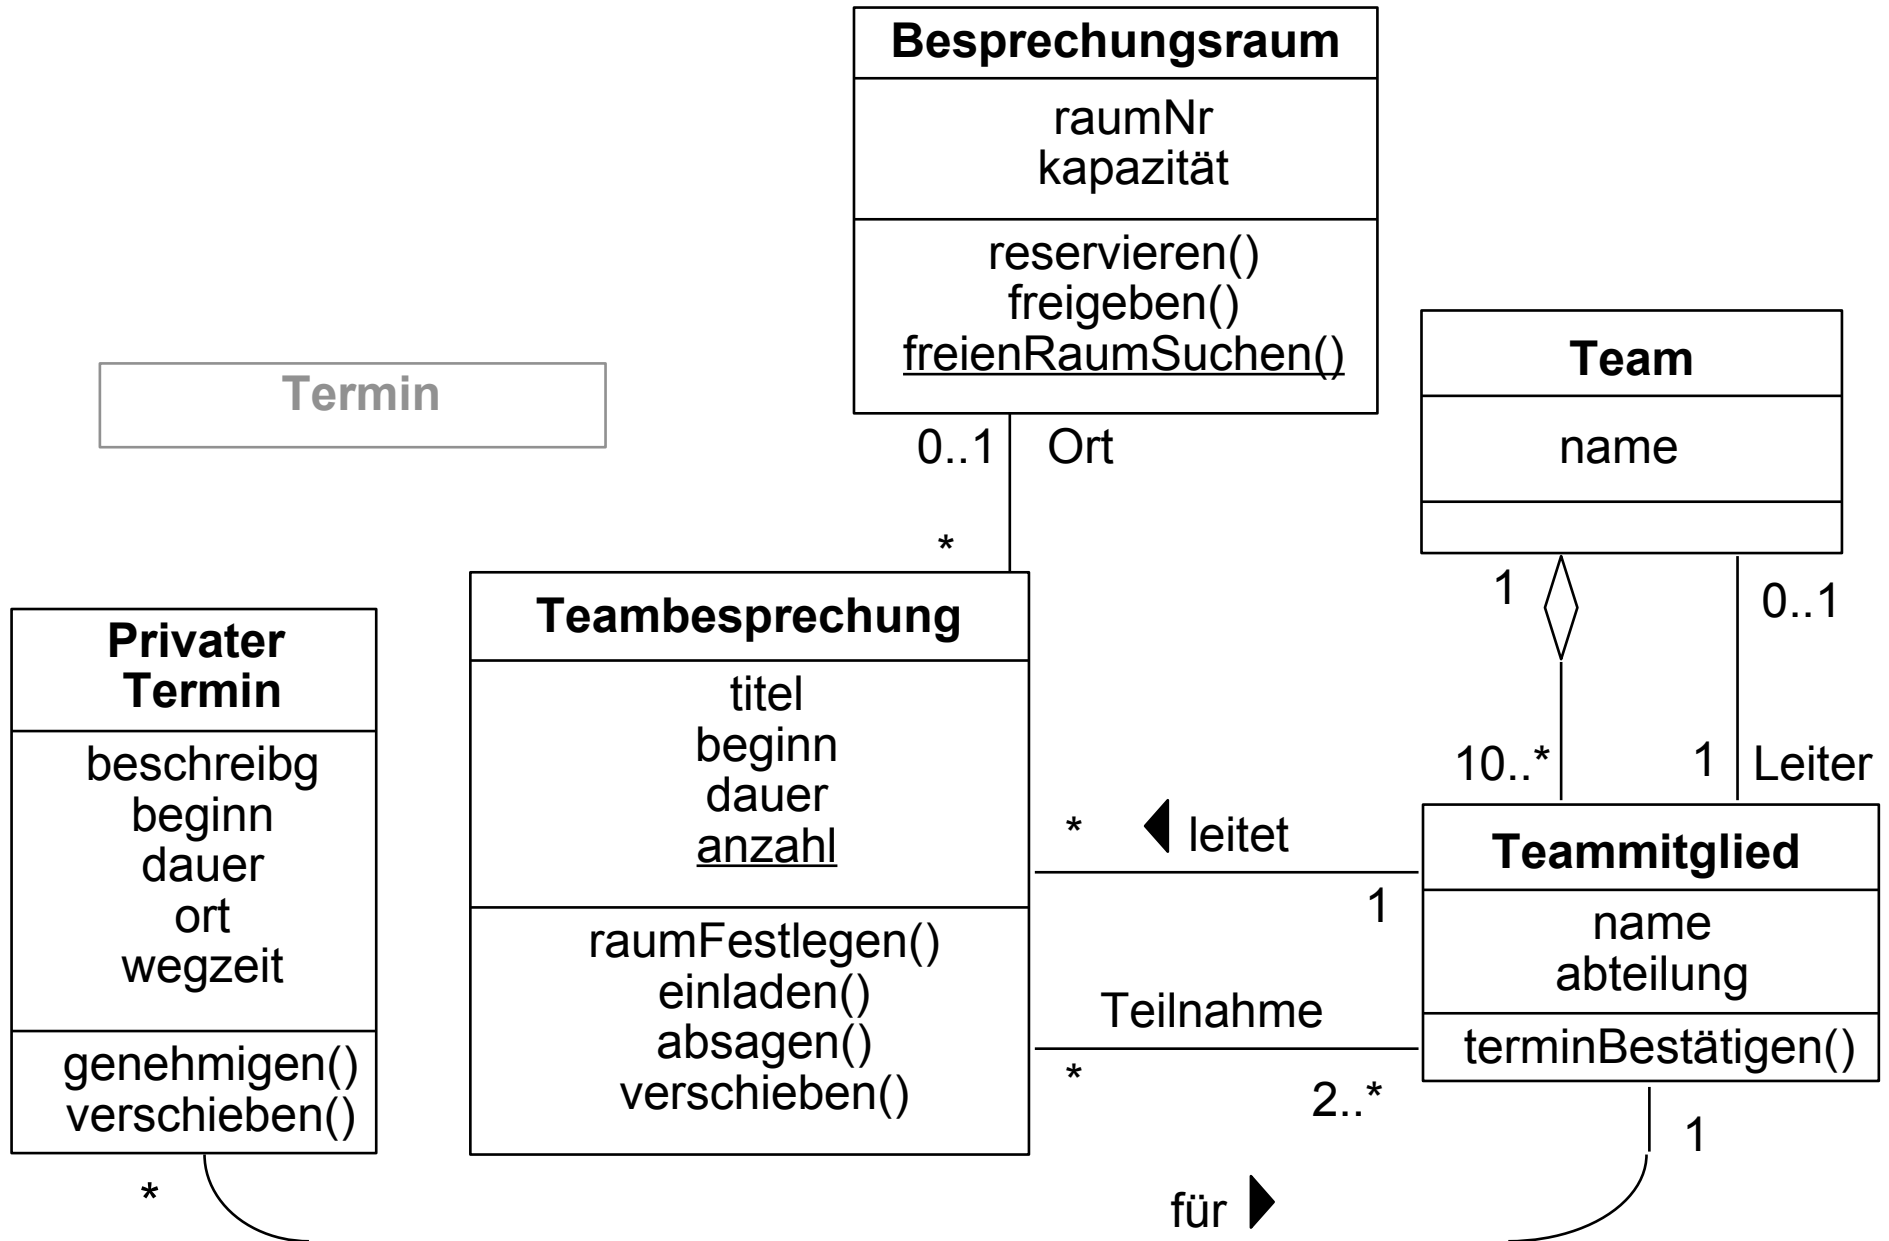 Besprechungsraum
raumNr
kapazität
reservieren()
freigeben()
freienRaumSuchen()
Termin
Team
name
0..1
Ort
*
1
0..1
Teambesprechung
titel
beginn
dauer
anzahl
raumFestlegen()
einladen()
absagen()
verschieben()
Privater
Termin
beschreibg
beginn
dauer
ort
wegzeit
genehmigen()
verschieben()
10..*
1
Leiter
*
leitet
1
Teammitglied
name
abteilung
terminBestätigen()
Teilnahme
*
2..*
1
*
für